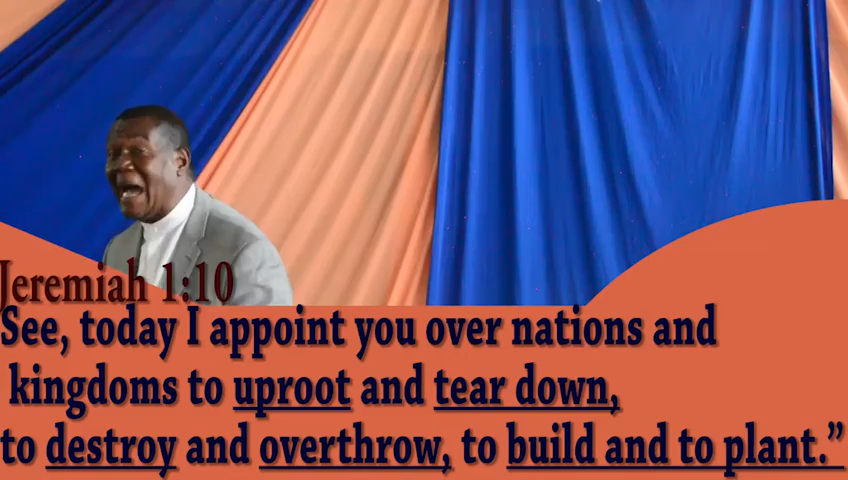 Jeremiah 1:10
See, today I appoint you over nations and
kingdoms to uproot and tear down,
to destroy and overthrow, to build and to plant.”